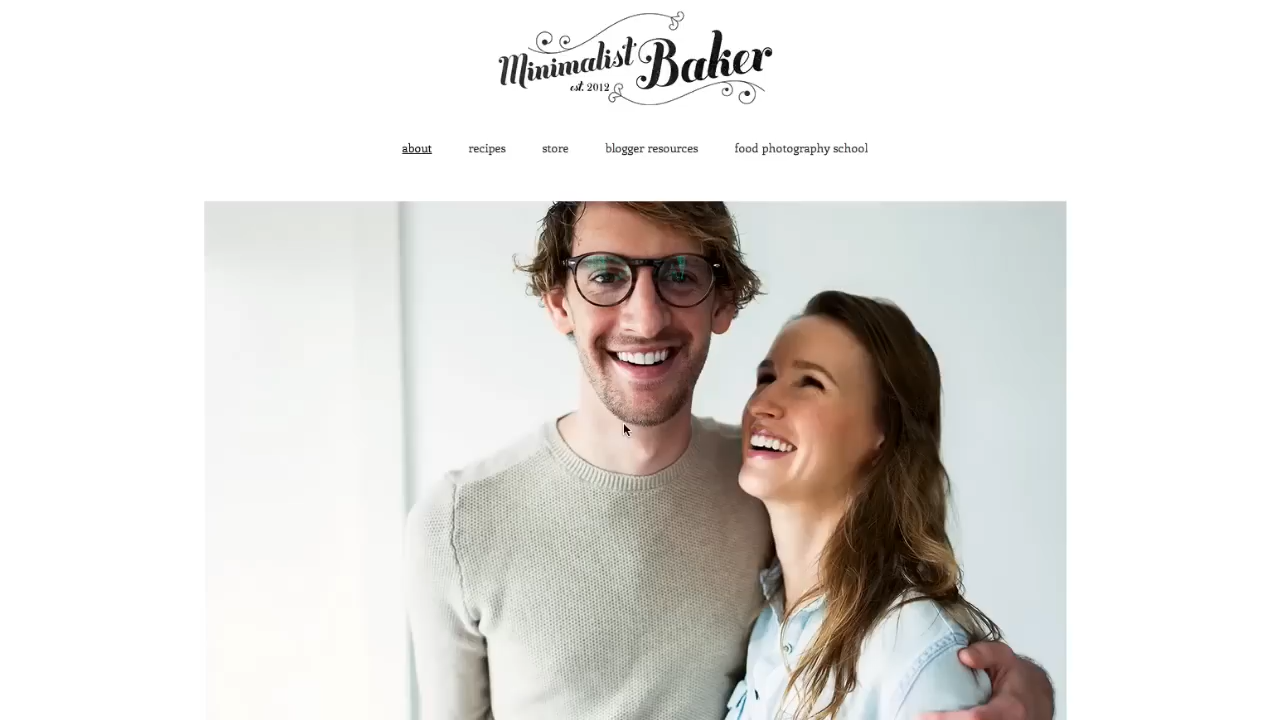 Minimalist Baker
est. 2012
about recipes store blogger resources food photography school